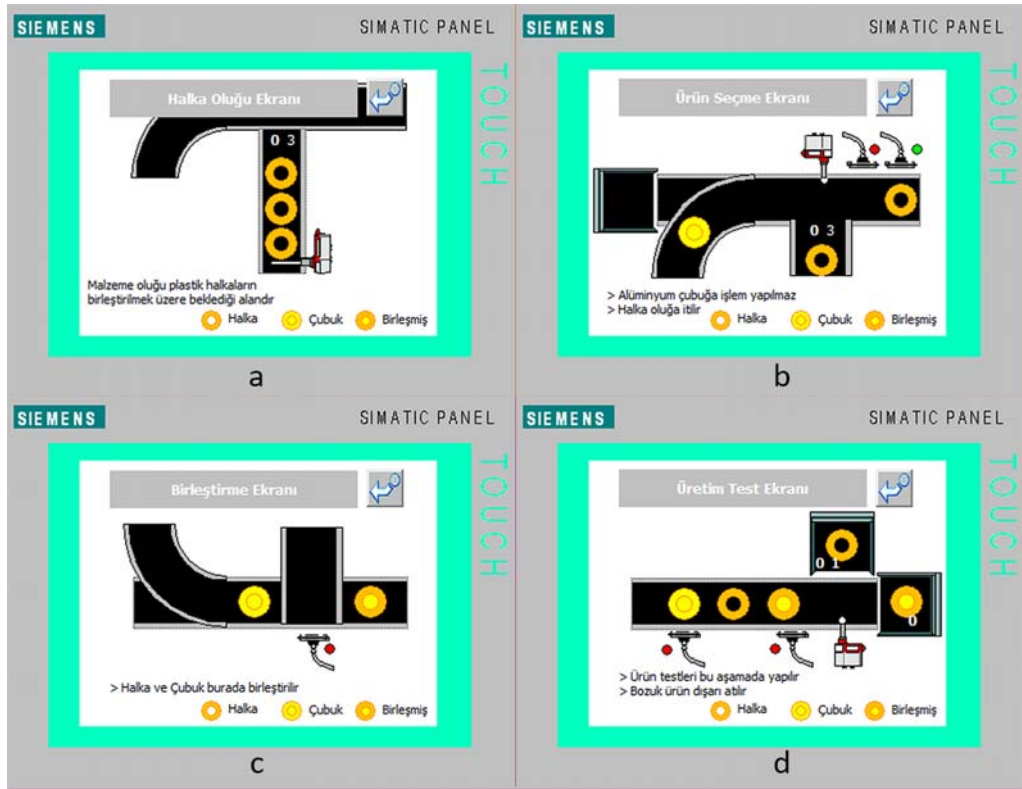 SIEMENS
SIMATIC PANEL
TOUCH
Halka Oluğu Ekranı
0 3
Malzeme oluğu plastik halkaların
birleştirilmek üzere beklediği alandır
Halka Çubuk Birleşmiş
a
SIEMENS
SIMATIC PANEL
TOUCH
Ürün Seçme Ekranı
0 3
> Alüminyum çubuğa işlem yapılmaz
> Halka oluğa itilir
Halka Çubuk Birleşmiş
b
SIEMENS
SIMATIC PANEL
TOUCH
Birleştirme Ekranı
> Halka ve Çubuk burada birleştirilir
Halka Çubuk Birleşmiş
c
SIEMENS
SIMATIC PANEL
TOUCH
Üretim Test Ekranı
0 1
0
> Ürün testleri bu aşamada yapılır
> Bozuk ürün dışarı atılır
Halka Çubuk Birleşmiş
d